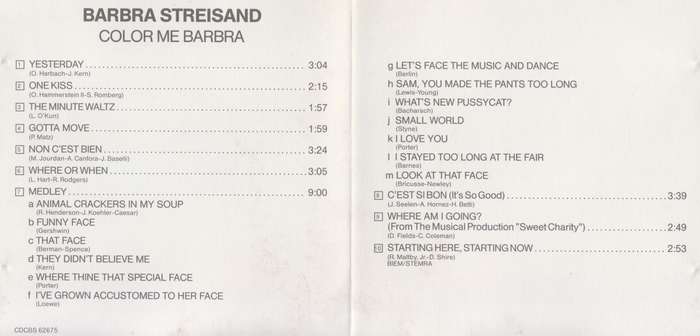 BARBRA STREISAND
COLOR ME BARBRA
1 YESTERDAY 3:04
(O. Harbach-J. Kern)
2 ONE KISS 2:15
(O. Hammerstein II-S. Romberg)
3 THE MINUTE WALTZ 1:57
(L. O'Kun)
4 GOTTA MOVE 1:59
(P. Matz)
5 NON C'EST BIEN 3:24
(M. Jourdan-A. Canfora-J. Baselli)
6 WHERE OR WHEN 3:05
(L. Hart-R. Rodgers)
7 MEDLEY 9:00
a ANIMAL CRACKERS IN MY SOUP
(R. Henderson-J. Koehler-Caesar)
b FUNNY FACE
(Gershwin)
c THAT FACE
(Berman-Spence)
d THEY DIDN'T BELIEVE ME
(Kern)
e WHERE THINE THAT SPECIAL FACE
(Porter)
f I'VE GROWN ACCUSTOMED TO HER FACE
(Loewe)
CDCBS 62675
g LET'S FACE THE MUSIC AND DANCE
(Berlin)
h SAM, YOU MADE THE PANTS TOO LONG
(Lewis-Young)
i WHAT'S NEW PUSSYCAT?
(Bacharach)
j SMALL WORLD
(Styne)
k I LOVE YOU
(Porter)
l I STAYED TOO LONG AT THE FAIR
(Barnes)
m LOOK AT THAT FACE
(Bricusse-Newley)
8 C'EST SI BON (It's So Good) 3:39
(J. Seelen-A. Hornez-H. Betti)
9 WHERE AM I GOING?
(From The Musical Production "Sweet Charity") 2:49
(D. Fields-C. Coleman)
10 STARTING HERE, STARTING NOW 2:53
(R. Maltby, Jr.-D. Shire)
BIEM/STEMRA